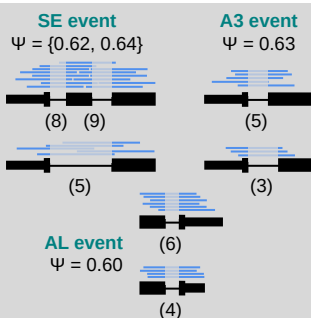 SE event
Ψ = {0.62, 0.64}
A3 event
Ψ = 0.63
(8) (9)
(5)
(5)
(3)
(6)
AL event
Ψ = 0.60
(4)